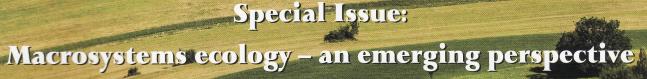 Special Issue:
Macrosystems ecology – an emerging perspective